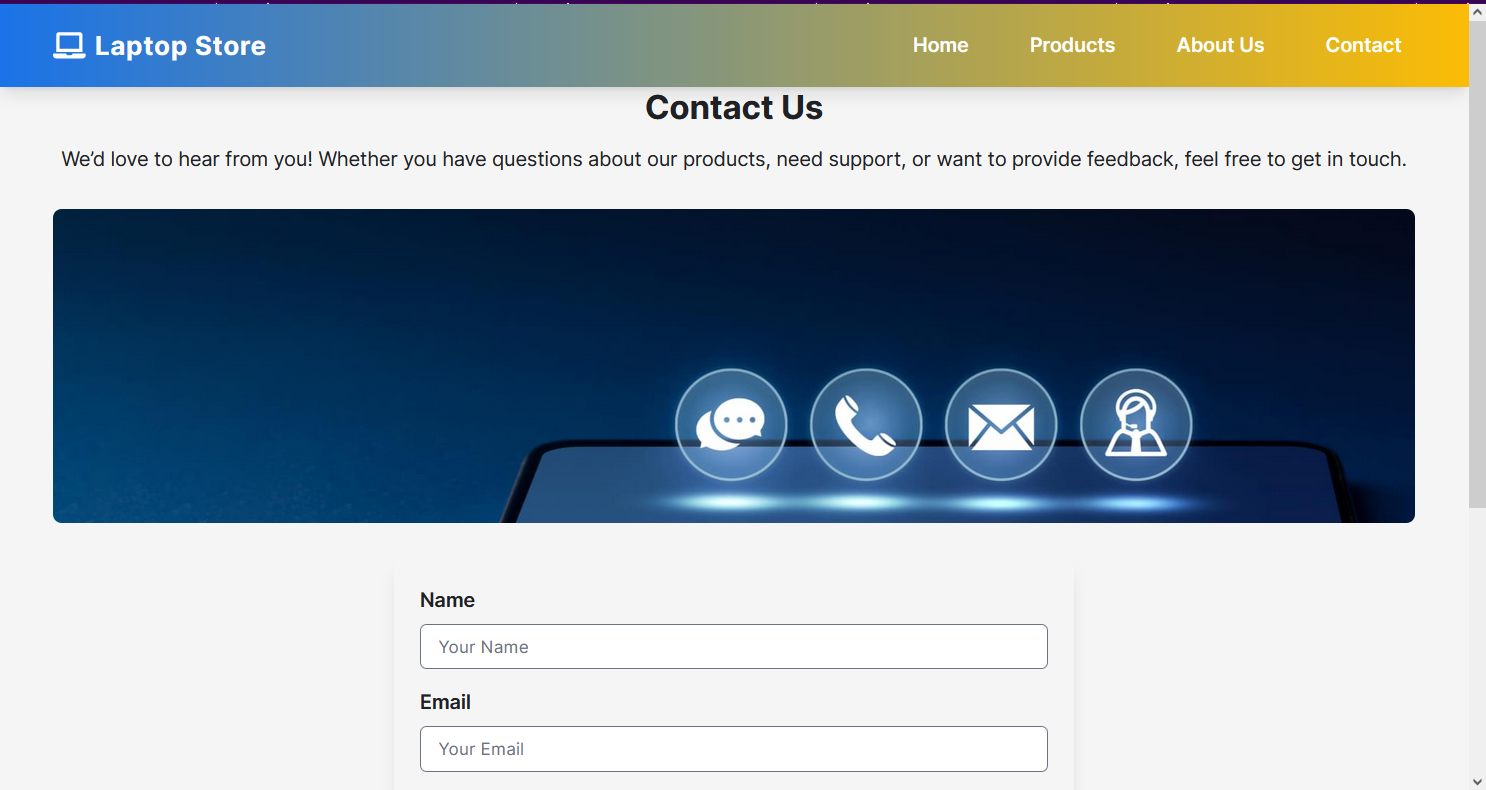 Laptop Store
Home Products About Us Contact
Contact Us
We’d love to hear from you! Whether you have questions about our products, need support, or want to provide feedback, feel free to get in touch.
Name
Your Name
Email
Your Email